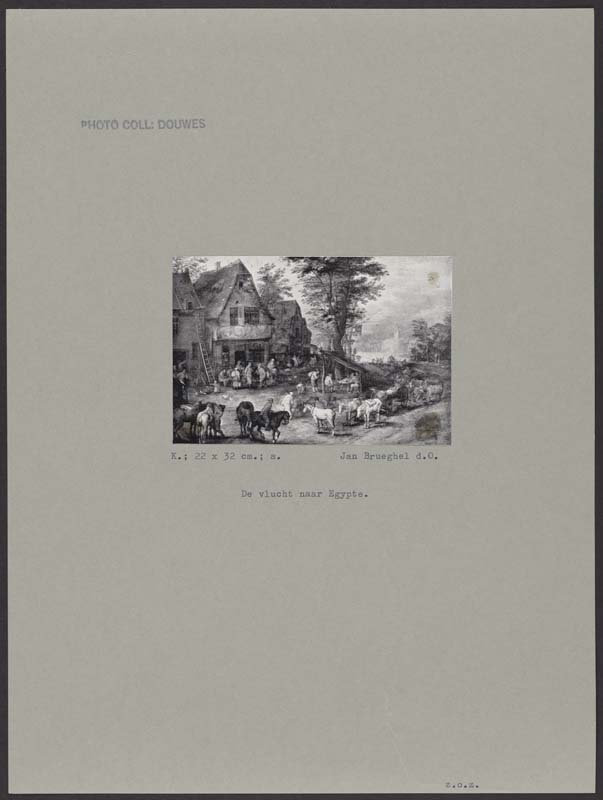 PHOTO COLL: DOUWES
K.; 22 x 32 cm.; s. Jan Brueghel d.O.
De vlucht naar Egypte.
z.o.z.